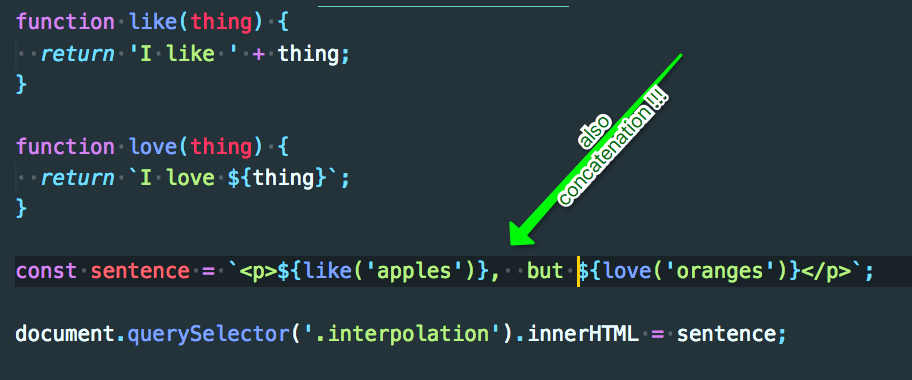 function like(thing) {
  return 'I like ' + thing;
}
function love(thing) {
  return `I love ${thing}`;
}
also
concatenation!!!
const sentence = `<p>${like('apples')},  but ${love('oranges')}</p>`;
document.querySelector('.interpolation').innerHTML = sentence;